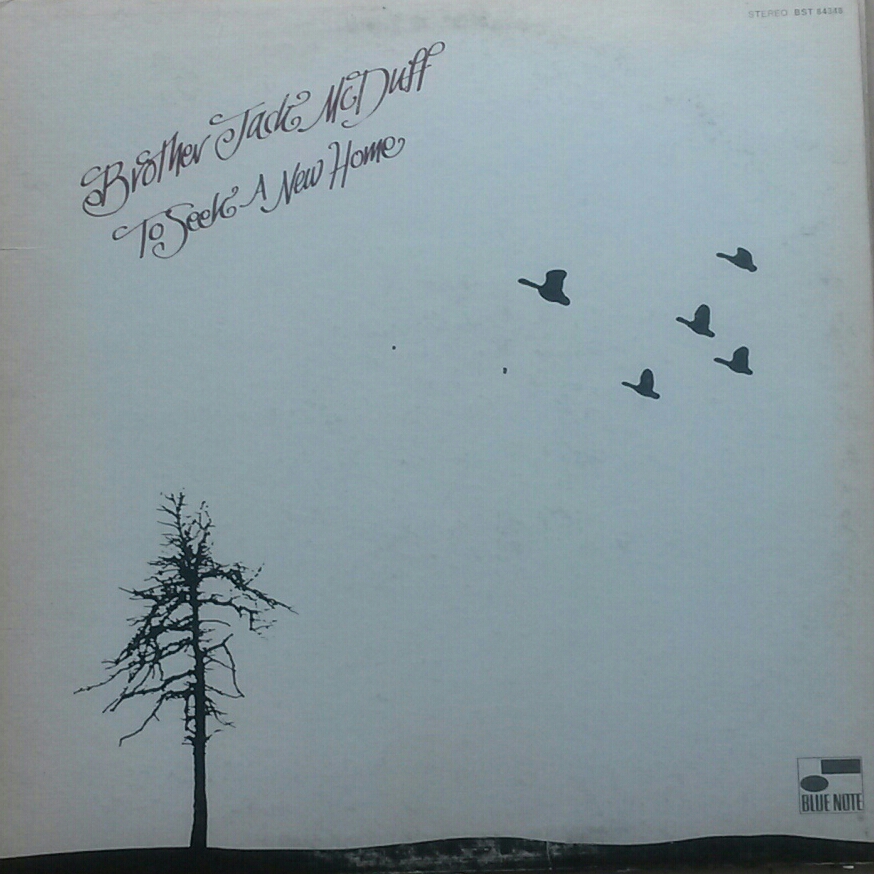 STEREO BST 84348
Brother Jack McDuff
To Seek A New Home
BLUE NOTE